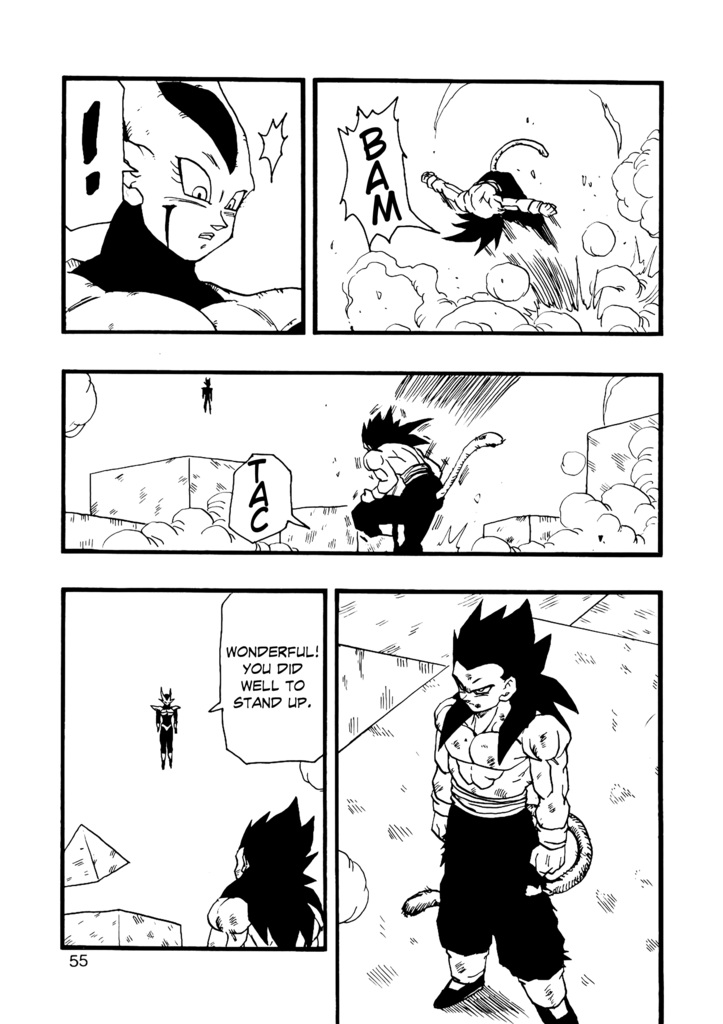 !
BAM
TAC
WONDERFUL!
YOU DID
WELL TO
STAND UP.
55